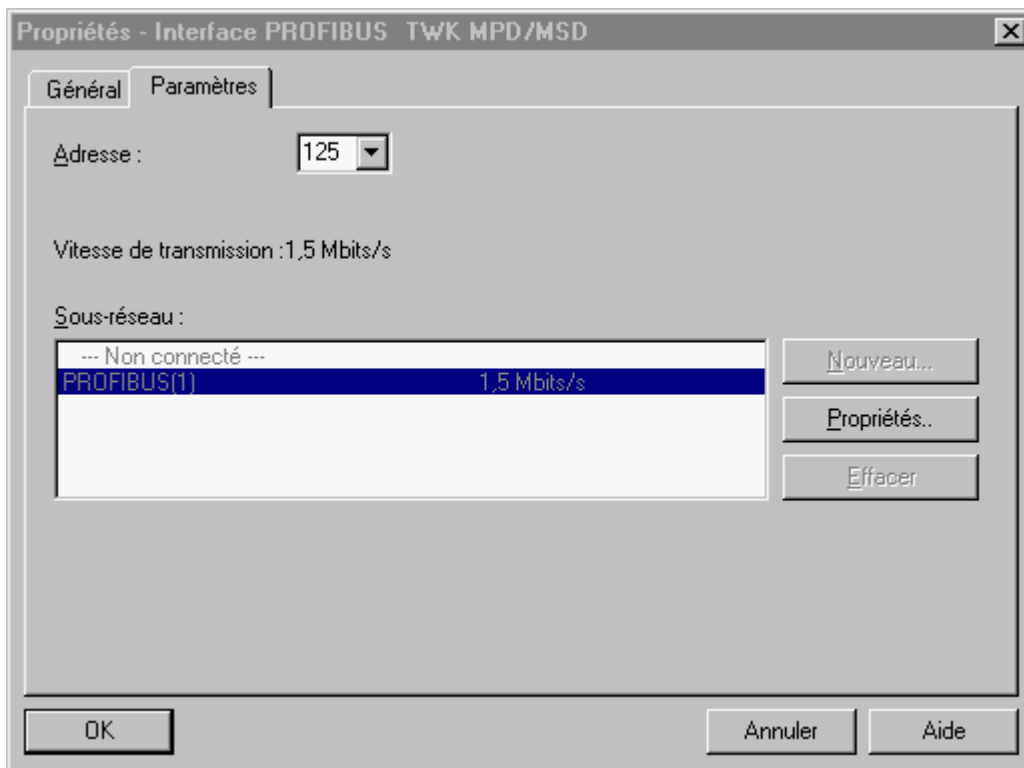 Propriétés - Interface PROFIBUS  TWK MPD/MSD
Général Paramètres
Adresse : 125
Vitesse de transmission :1,5 Mbits/s
Sous-réseau :
--- Non connecté ---
PROFIBUS(1) 1,5 Mbits/s
Nouveau...
Propriétés..
Effacer
OK Annuler Aide